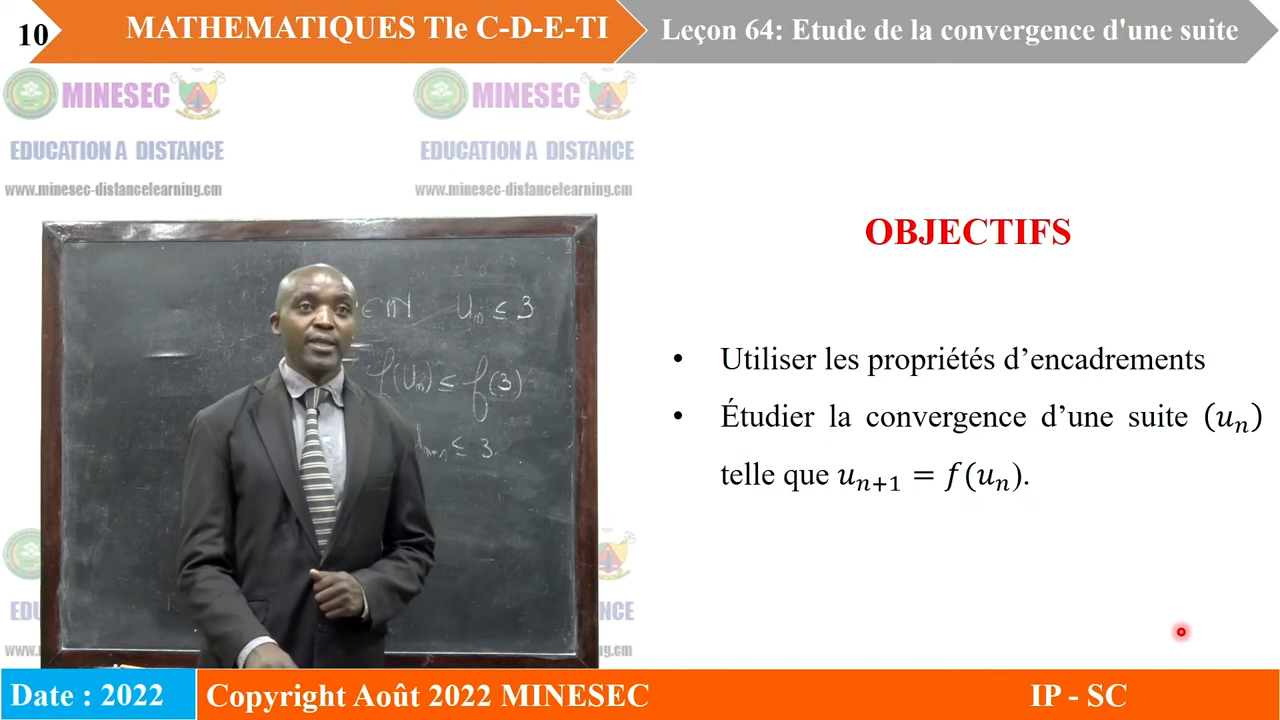 10
MATHEMATIQUES Tle C-D-E-TI
Leçon 64: Etude de la convergence d'une suite
MINESEC
MINESEC
EDUCATION A DISTANCE
EDUCATION A DISTANCE
www.minesec-distancelearning.cm
www.minesec-distancelearning.cm
∈ ℕ Uₙ ≤ 3
f(Uₙ) ≤ f(3)
≤ 3.
OBJECTIFS
• Utiliser les propriétés d’encadrements
• Étudier la convergence d’une suite (uₙ)
telle que uₙ₊₁ = f(uₙ).
Date : 2022
Copyright Août 2022 MINESEC
IP - SC